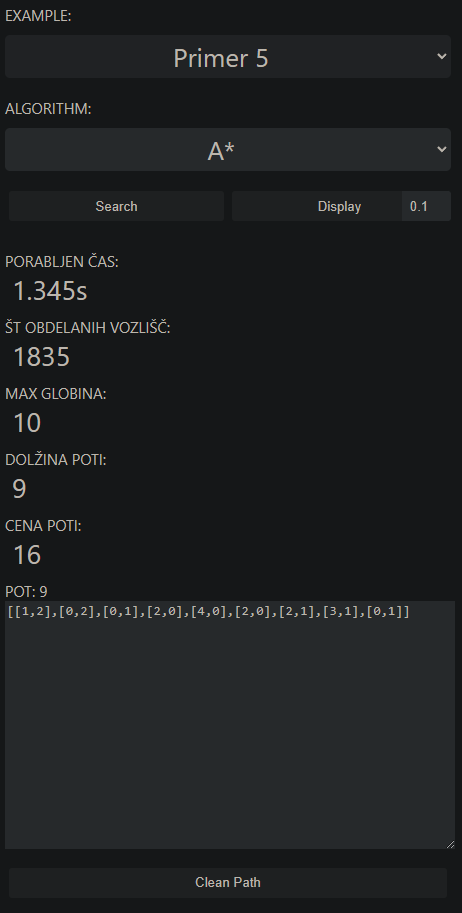 EXAMPLE:
Primer 5
ALGORITHM:
A*
Search
Display
0.1
PORABLJEN ČAS:
1.345s
ŠT OBDELANIH VOZLIŠČ:
1835
MAX GLOBINA:
10
DOLŽINA POTI:
9
CENA POTI:
16
POT: 9
[[1,2],[0,2],[0,1],[2,0],[4,0],[2,0],[2,1],[3,1],[0,1]]
Clean Path